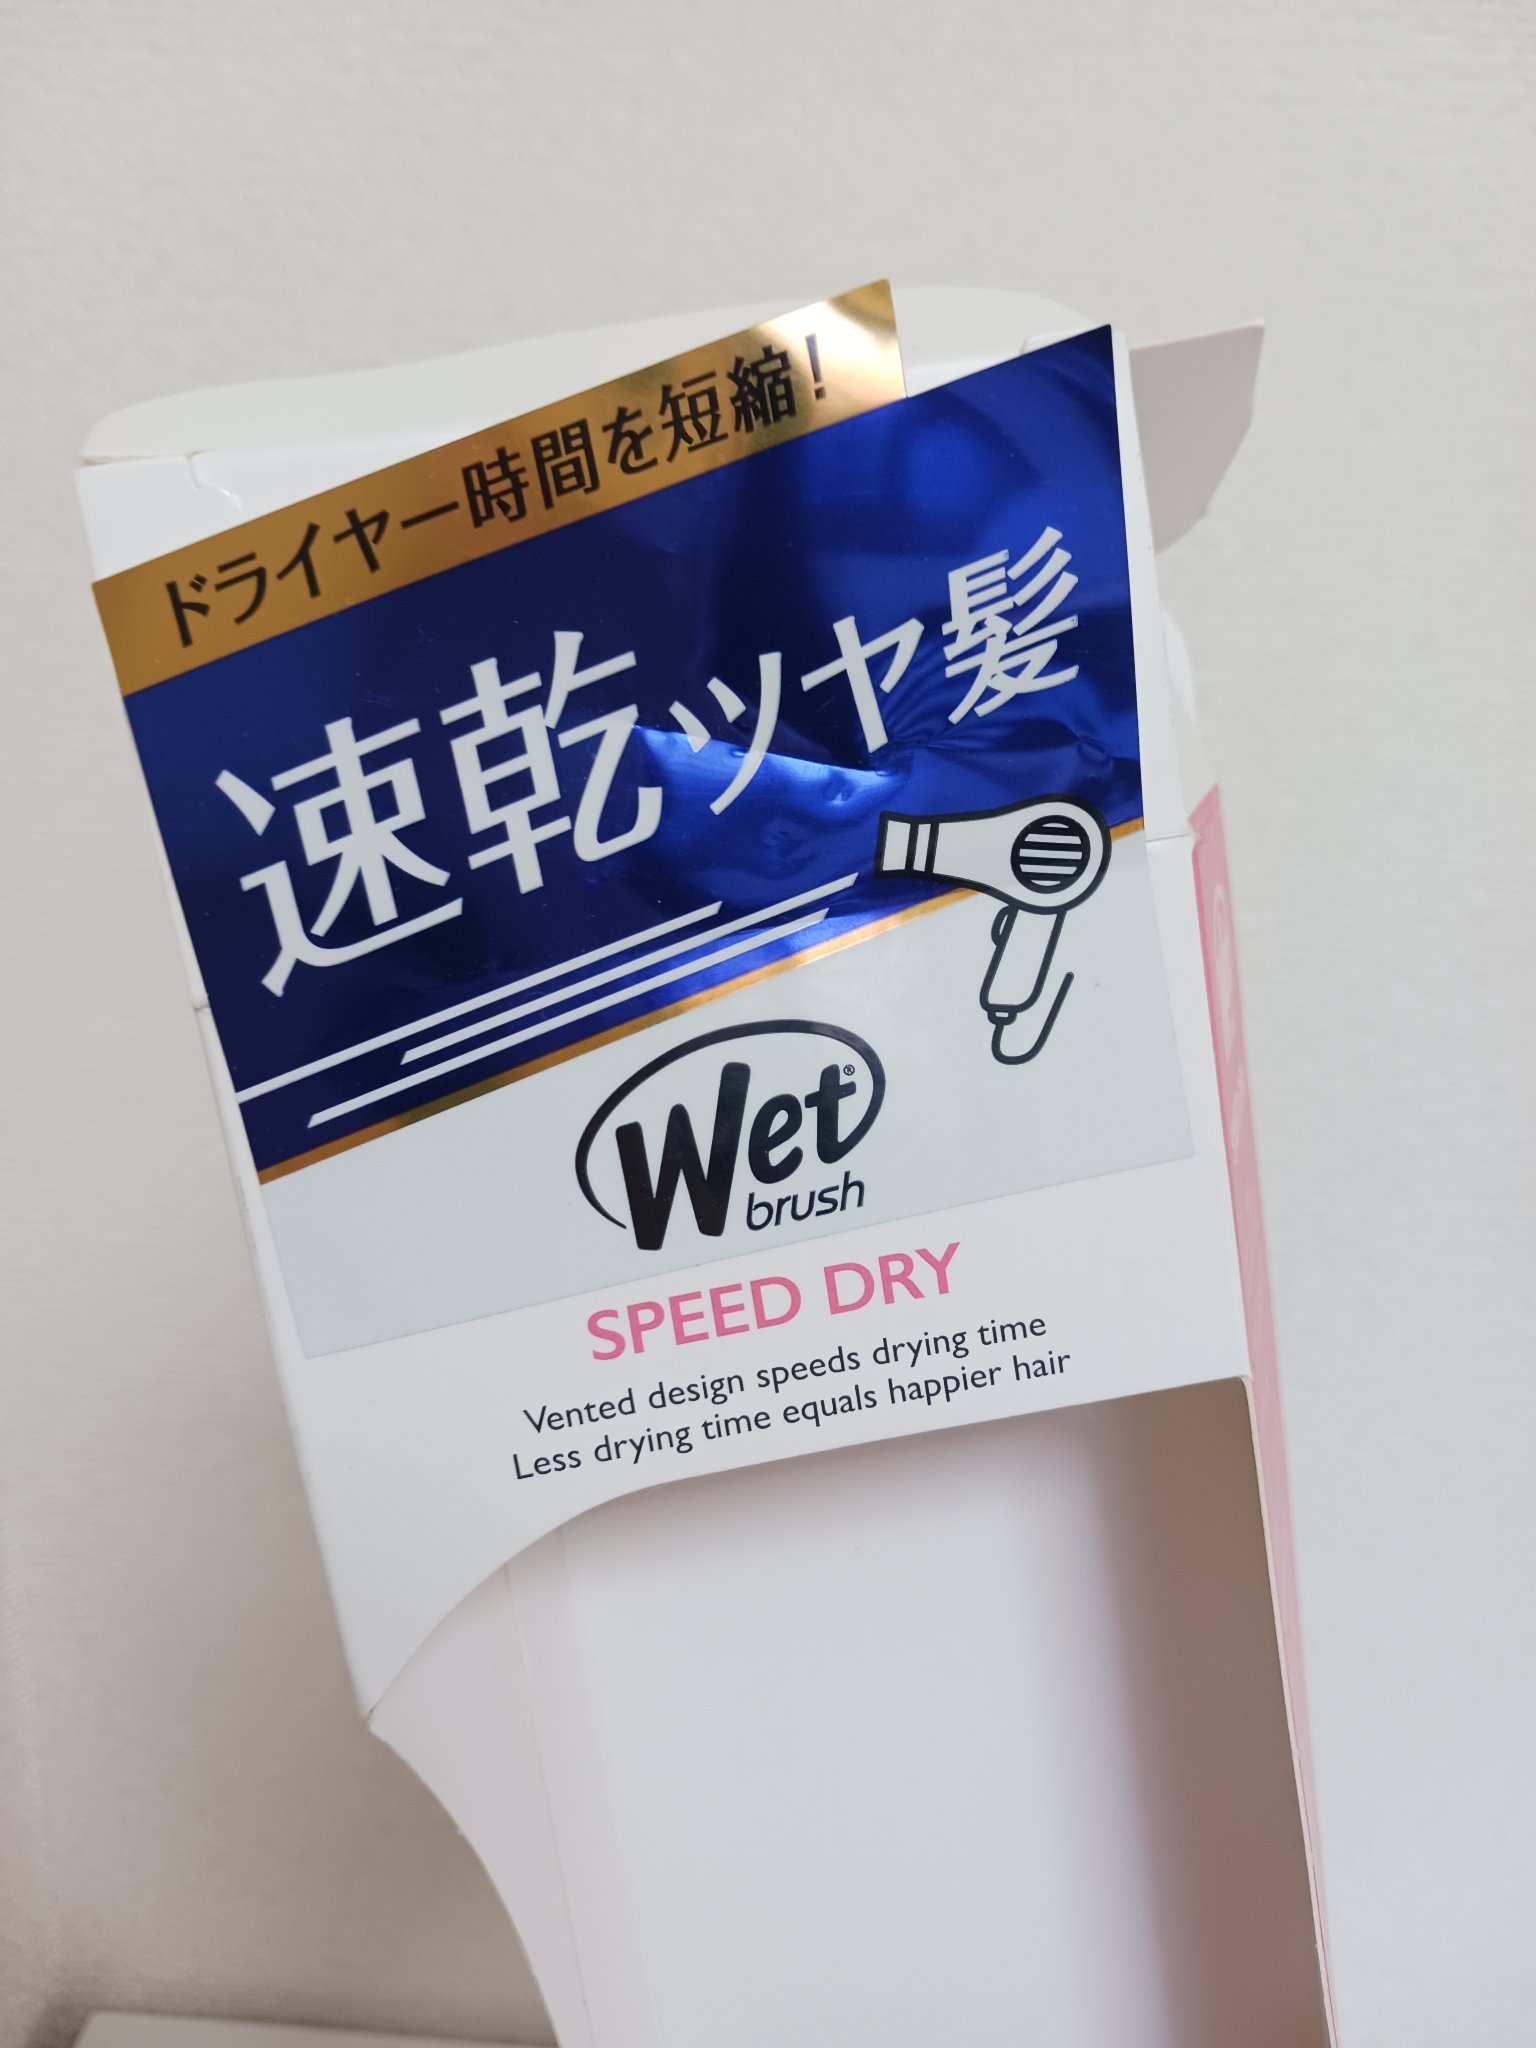 ドライヤー時間を短縮!
速乾ツヤ髪
Wet®
brush
SPEED DRY
Vented design speeds drying time
Less drying time equals happier hair